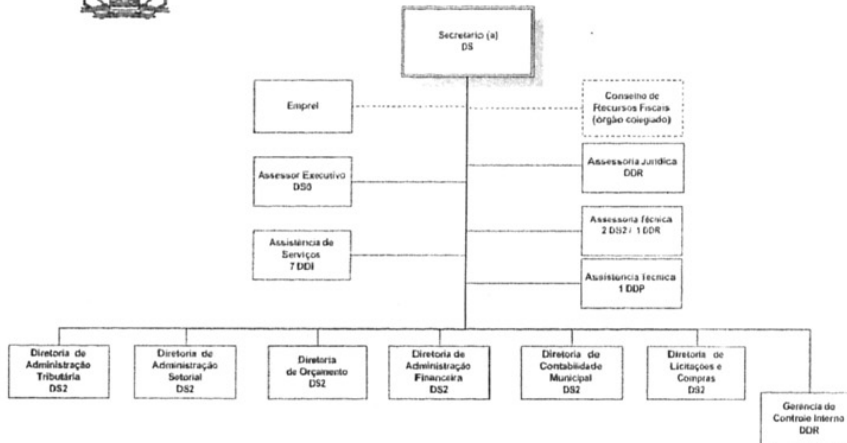 Secretário (a)
DS
Emprel
Conselho de
Recursos Fiscais
(órgão colegiado)
Assessor Executivo
DS0
Assessoria Jurídica
DDR
Assessoria Técnica
2 DS2 / 1 DDR
Assistência de
Serviços
7 DDI
Assistência Técnica
1 DDP
Diretoria de
Administração
Tributária
DS2
Diretoria de
Administração
Setorial
DS2
Diretoria
de Orçamento
DS2
Diretoria de
Administração
Financeira
DS2
Diretoria de
Contabilidade
Municipal
DS2
Diretoria de
Licitações e
Compras
DS2
Gerência de
Controle Interno
DDR